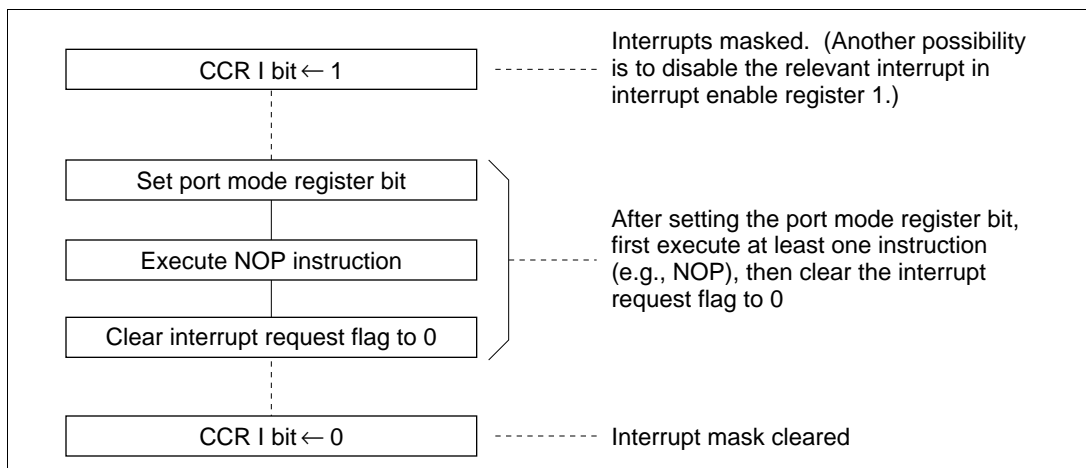 CCR I bit ← 1
Interrupts masked. (Another possibility
is to disable the relevant interrupt in
interrupt enable register 1.)
Set port mode register bit
Execute NOP instruction
Clear interrupt request flag to 0
After setting the port mode register bit,
first execute at least one instruction
(e.g., NOP), then clear the interrupt
request flag to 0
CCR I bit ← 0
Interrupt mask cleared